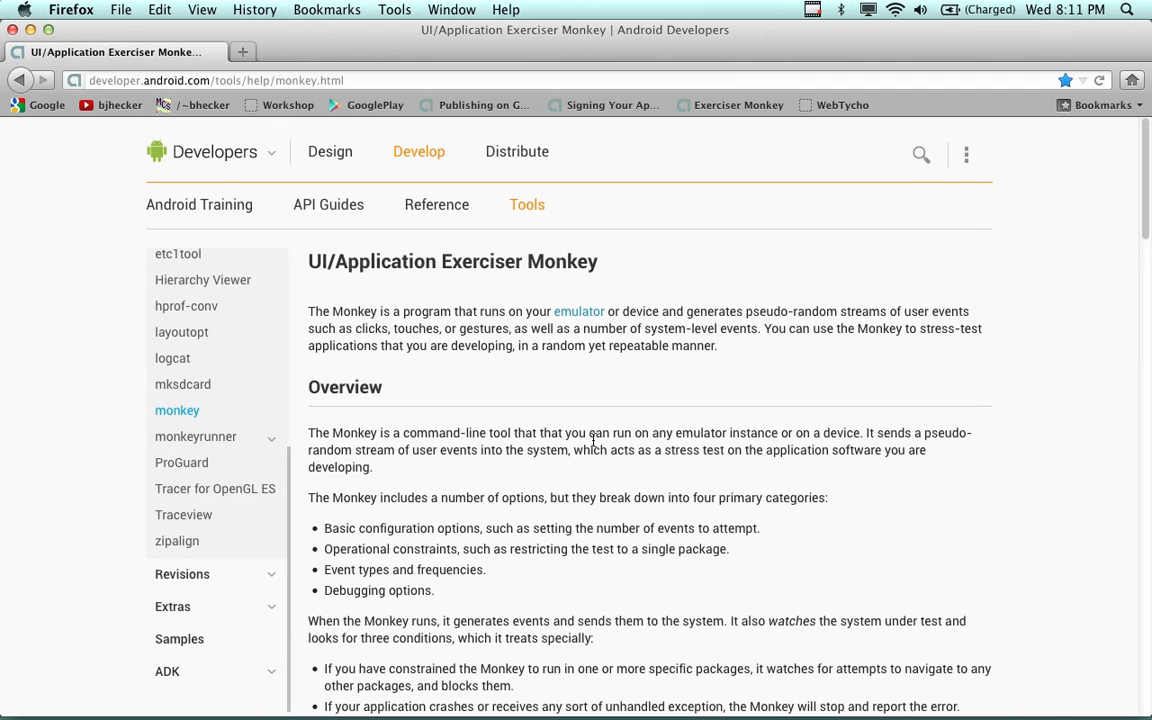 Firefox File Edit View History Bookmarks Tools Window Help (Charged) Wed 8:11 PM
UI/Application Exerciser Monkey | Android Developers
UI/Application Exerciser Monke...
developer.android.com/tools/help/monkey.html
Google bjhecker /~bhecker Workshop GooglePlay Publishing on G... Signing Your Ap... Exerciser Monkey WebTycho Bookmarks
Developers Design Develop Distribute
Android Training API Guides Reference Tools
etc1tool
Hierarchy Viewer
hprof-conv
layoutopt
logcat
mksdcard
monkey
monkeyrunner
ProGuard
Tracer for OpenGL ES
Traceview
zipalign
Revisions
Extras
Samples
ADK
UI/Application Exerciser Monkey
The Monkey is a program that runs on your emulator or device and generates pseudo-random streams of user events
such as clicks, touches, or gestures, as well as a number of system-level events. You can use the Monkey to stress-test
applications that you are developing, in a random yet repeatable manner.
Overview
The Monkey is a command-line tool that that you can run on any emulator instance or on a device. It sends a pseudo-
random stream of user events into the system, which acts as a stress test on the application software you are
developing.
The Monkey includes a number of options, but they break down into four primary categories:
• Basic configuration options, such as setting the number of events to attempt.
• Operational constraints, such as restricting the test to a single package.
• Event types and frequencies.
• Debugging options.
When the Monkey runs, it generates events and sends them to the system. It also watches the system under test and
looks for three conditions, which it treats specially:
• If you have constrained the Monkey to run in one or more specific packages, it watches for attempts to navigate to any
other packages, and blocks them.
• If your application crashes or receives any sort of unhandled exception, the Monkey will stop and report the error.